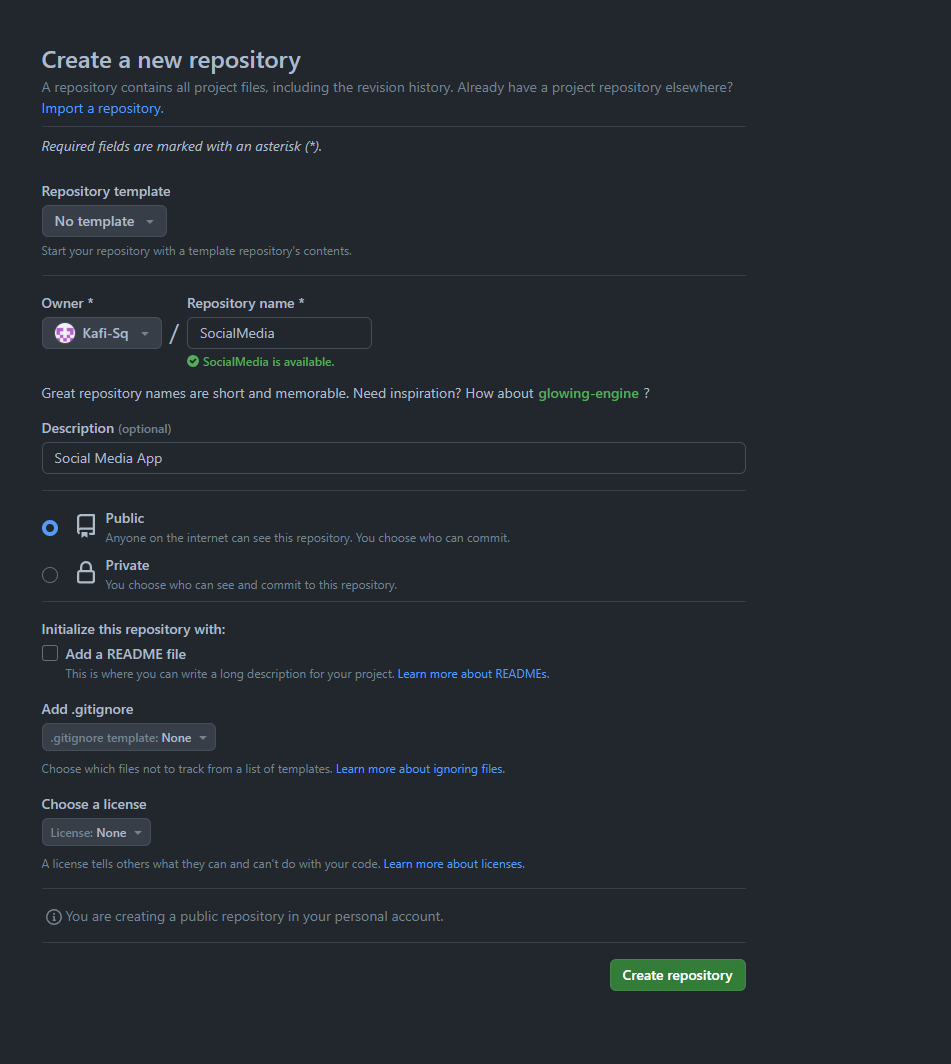 Create a new repository
A repository contains all project files, including the revision history. Already have a project repository elsewhere?
Import a repository.
Required fields are marked with an asterisk (*).
Repository template
No template
Start your repository with a template repository's contents.
Owner * Repository name *
Kafi-Sq / SocialMedia
SocialMedia is available.
Great repository names are short and memorable. Need inspiration? How about glowing-engine ?
Description (optional)
Social Media App
Public
Anyone on the internet can see this repository. You choose who can commit.
Private
You choose who can see and commit to this repository.
Initialize this repository with:
Add a README file
This is where you can write a long description for your project. Learn more about READMEs.
Add .gitignore
.gitignore template: None
Choose which files not to track from a list of templates. Learn more about ignoring files.
Choose a license
License: None
A license tells others what they can and can't do with your code. Learn more about licenses.
You are creating a public repository in your personal account.
Create repository